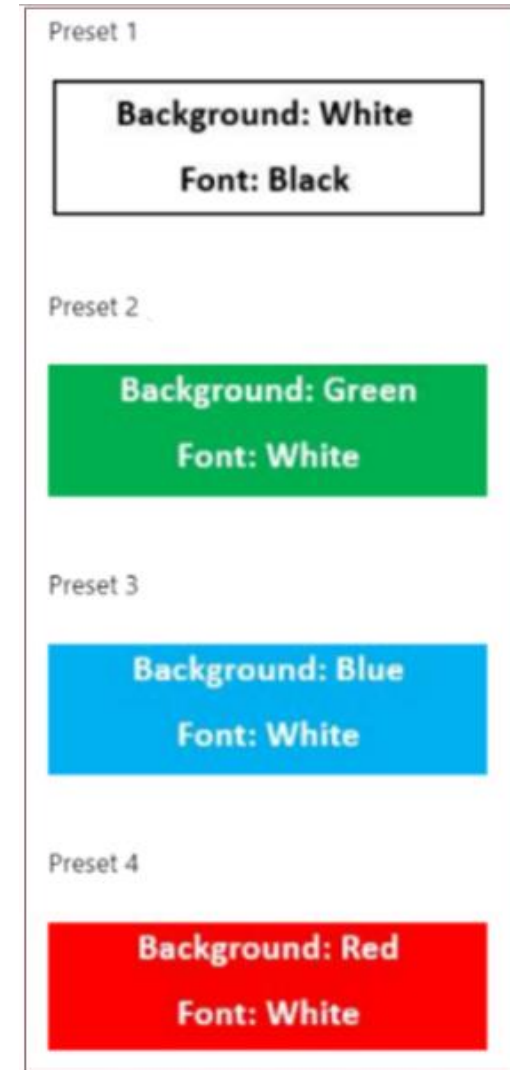 Preset 1
Background: White
Font: Black
Preset 2
Background: Green
Font: White
Preset 3
Background: Blue
Font: White
Preset 4
Background: Red
Font: White